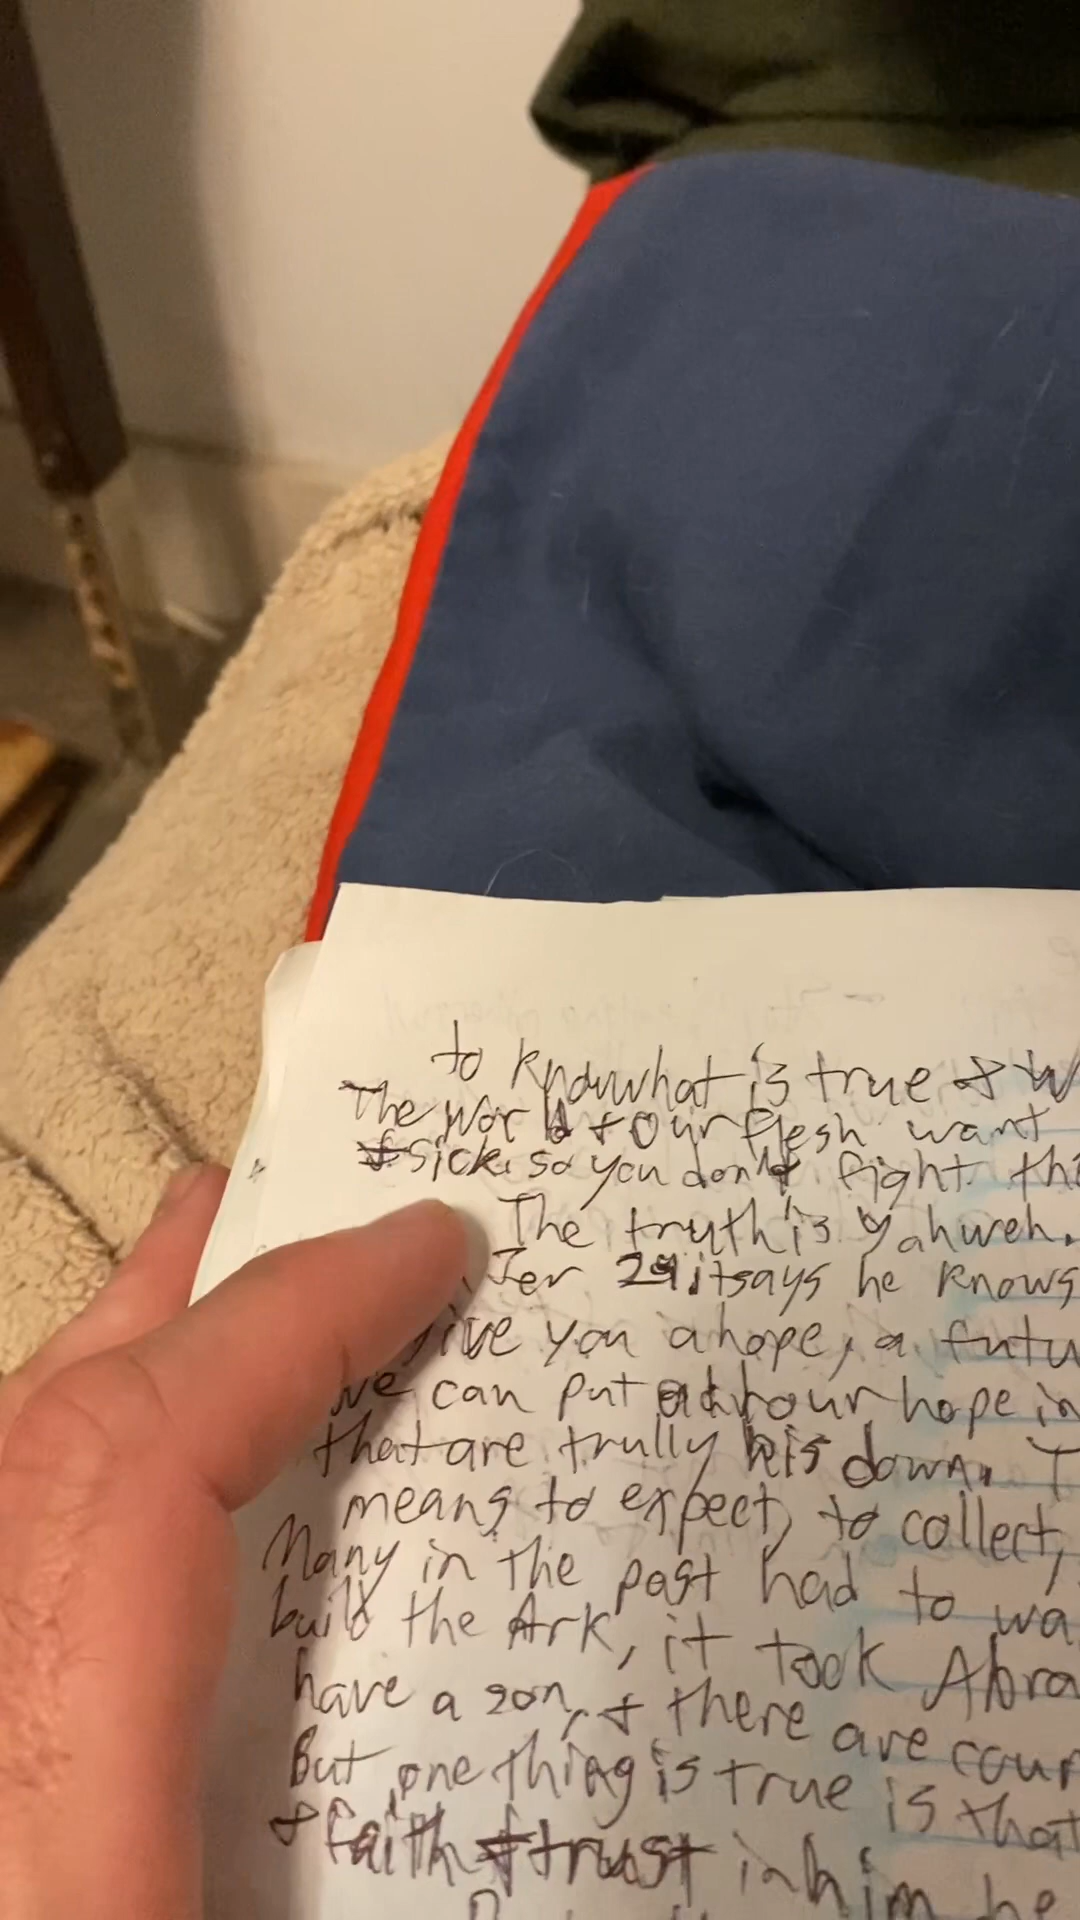 to know what is true & W
The World & Our flesh want
sick so you don't fight thi
The truth is Yahweh.
Jer 29 it says he knows
give you a hope, a futu
we can put our hope in
that are trully his down. T
means to expect, to collect,
Many in the past had to wa
build the Ark, it took Abra
have a son, & there are coun
But one thing is true is that
& faith & trust in him he